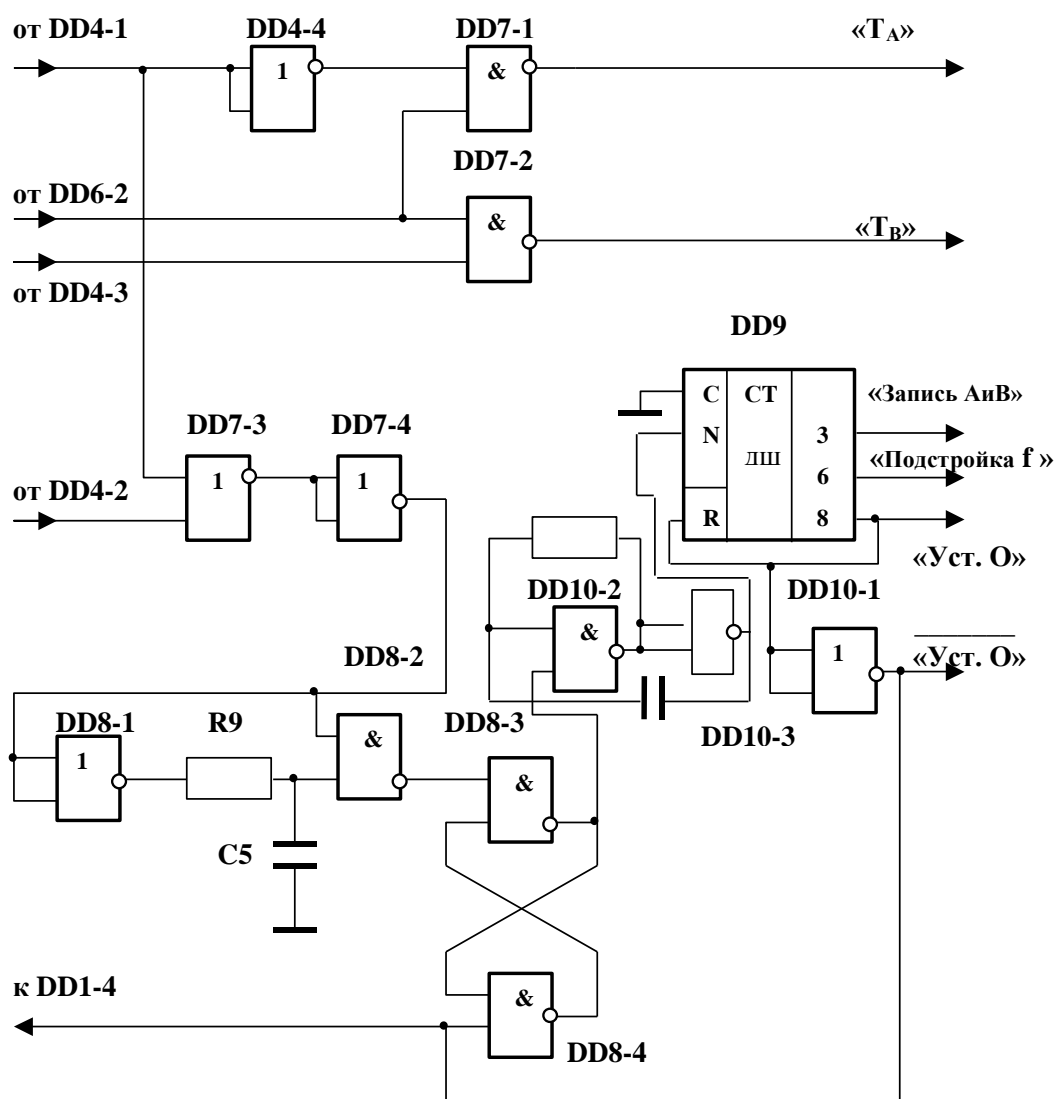 от DD4-1
DD4-4
DD7-1
«TA»
1
&
DD7-2
от DD6-2
&
«TB»
от DD4-3
DD9
C
CT
«Запись АиВ»
N
3
ДШ
«Подстройка f »
6
R
8
«Уст. О»
DD7-3
DD7-4
1
1
от DD4-2
DD10-2
&
DD10-1
1
«Уст. О»
DD8-2
DD8-1
R9
DD8-3
DD10-3
1
&
&
C5
к DD1-4
&
DD8-4